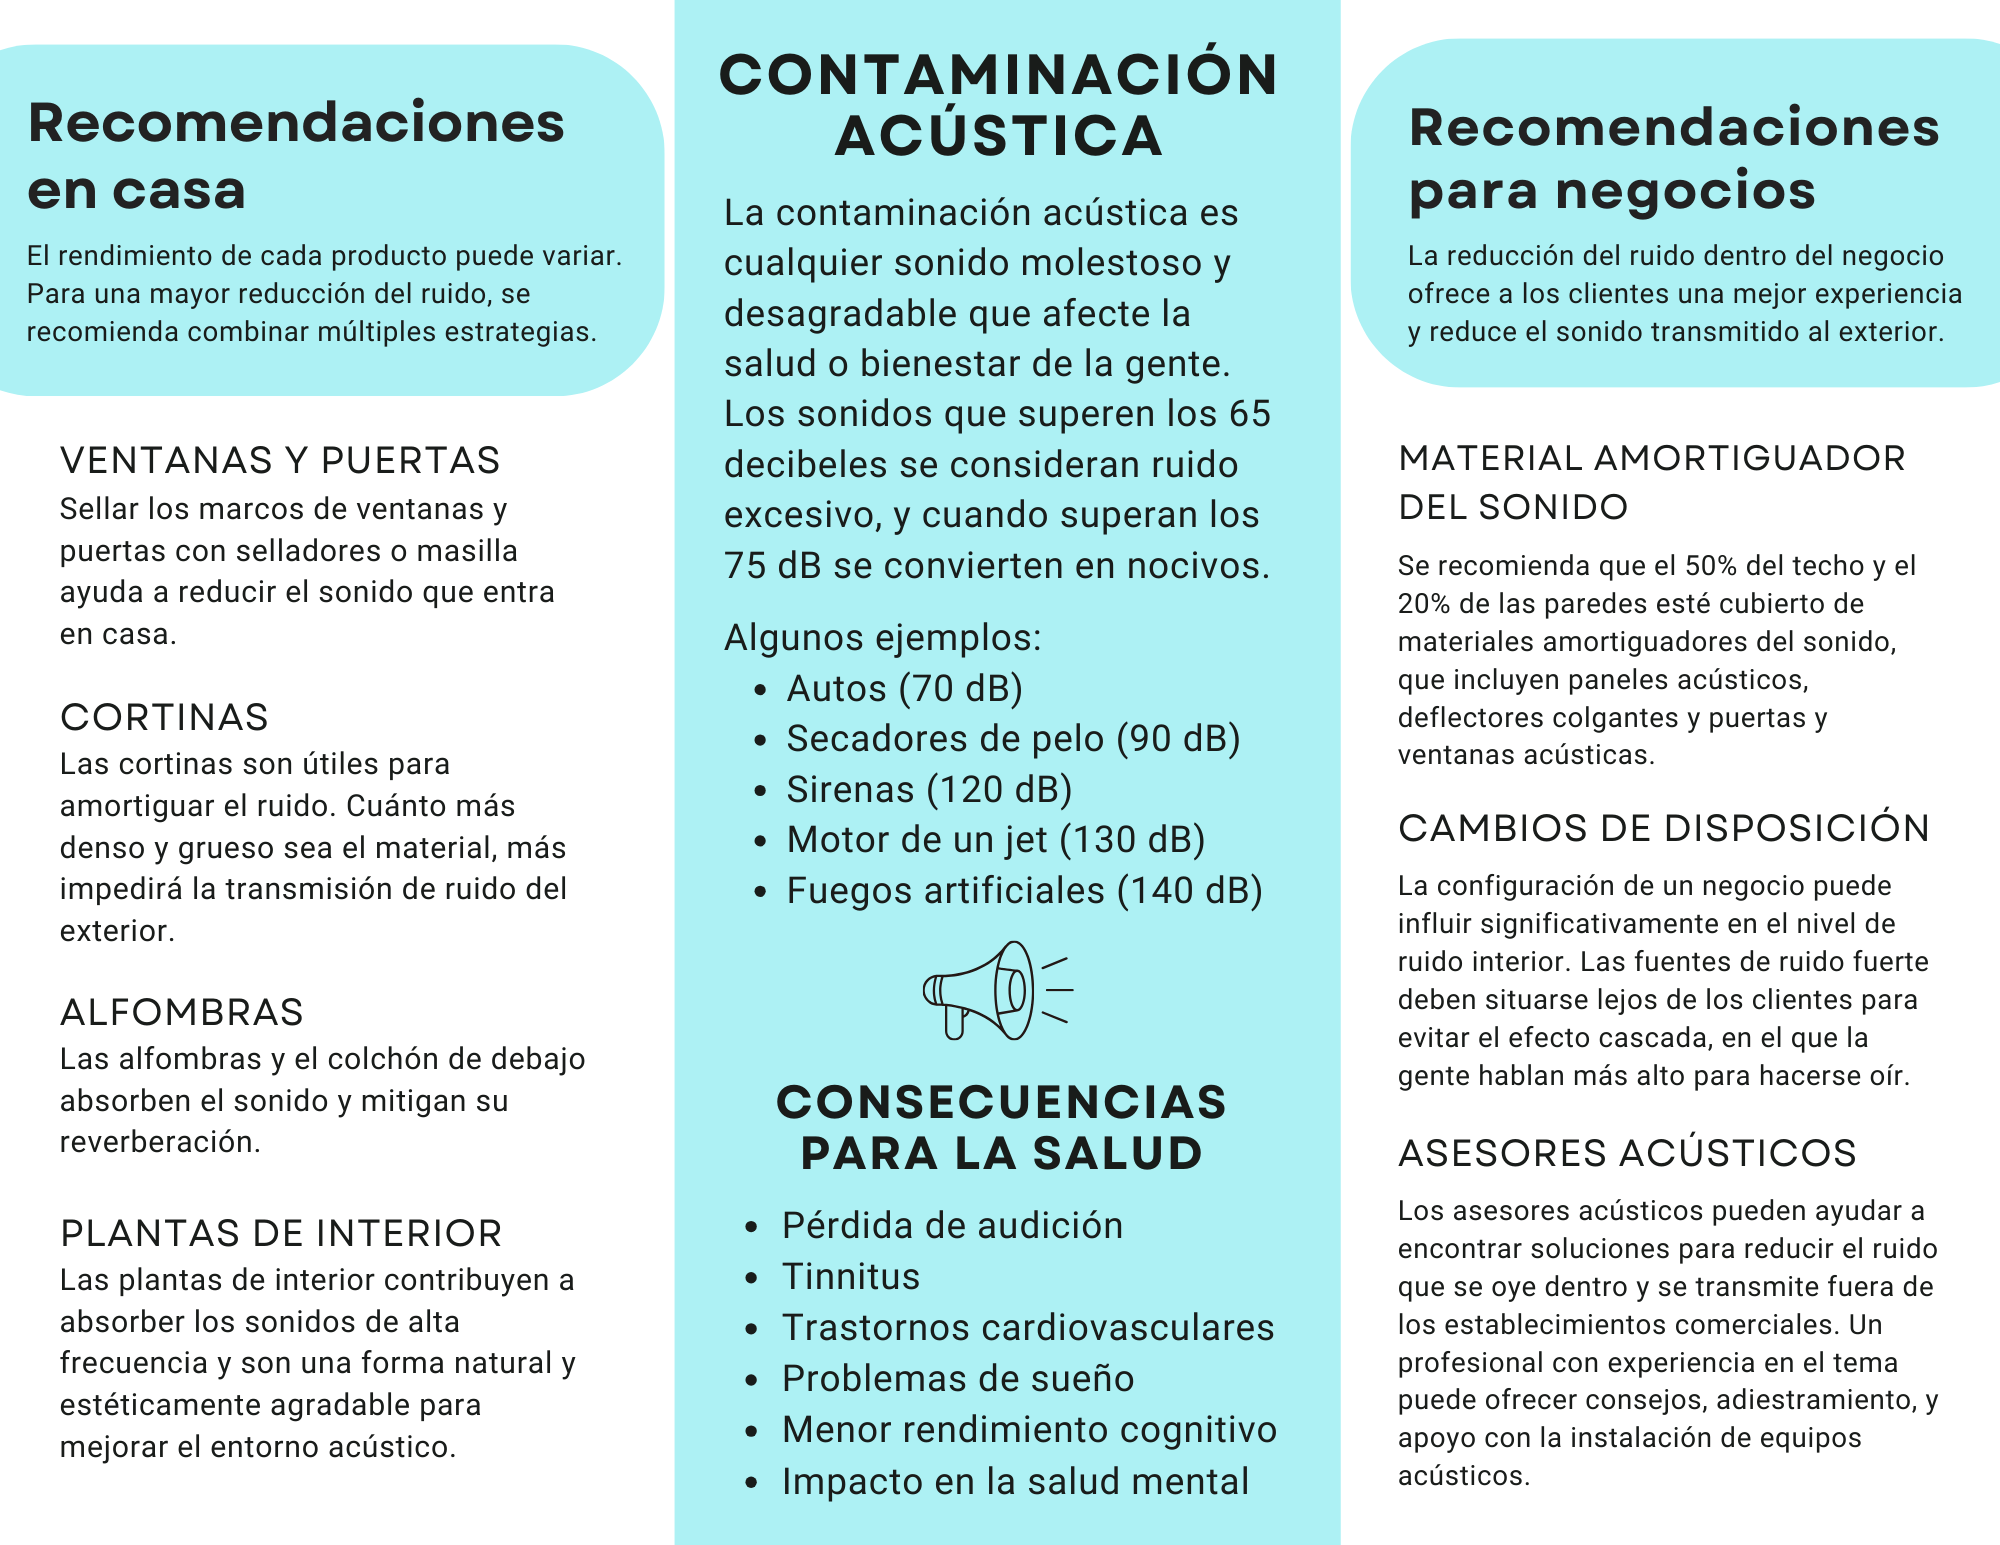 Recomendaciones
en casa
El rendimiento de cada producto puede variar.
Para una mayor reducción del ruido, se
recomienda combinar múltiples estrategias.
VENTANAS Y PUERTAS
Sellar los marcos de ventanas y
puertas con selladores o masilla
ayuda a reducir el sonido que entra
en casa.
CORTINAS
Las cortinas son útiles para
amortiguar el ruido. Cuánto más
denso y grueso sea el material, más
impedirá la transmisión de ruido del
exterior.
ALFOMBRAS
Las alfombras y el colchón de debajo
absorben el sonido y mitigan su
reverberación.
PLANTAS DE INTERIOR
Las plantas de interior contribuyen a
absorber los sonidos de alta
frecuencia y son una forma natural y
estéticamente agradable para
mejorar el entorno acústico.
CONTAMINACIÓN
ACÚSTICA
La contaminación acústica es
cualquier sonido molestoso y
desagradable que afecte la
salud o bienestar de la gente.
Los sonidos que superen los 65
decibeles se consideran ruido
excesivo, y cuando superan los
75 dB se convierten en nocivos.
Algunos ejemplos:
• Autos (70 dB)
• Secadores de pelo (90 dB)
• Sirenas (120 dB)
• Motor de un jet (130 dB)
• Fuegos artificiales (140 dB)
CONSECUENCIAS
PARA LA SALUD
• Pérdida de audición
• Tinnitus
• Trastornos cardiovasculares
• Problemas de sueño
• Menor rendimiento cognitivo
• Impacto en la salud mental
Recomendaciones
para negocios
La reducción del ruido dentro del negocio
ofrece a los clientes una mejor experiencia
y reduce el sonido transmitido al exterior.
MATERIAL AMORTIGUADOR
DEL SONIDO
Se recomienda que el 50% del techo y el
20% de las paredes esté cubierto de
materiales amortiguadores del sonido,
que incluyen paneles acústicos,
deflectores colgantes y puertas y
ventanas acústicas.
CAMBIOS DE DISPOSICIÓN
La configuración de un negocio puede
influir significativamente en el nivel de
ruido interior. Las fuentes de ruido fuerte
deben situarse lejos de los clientes para
evitar el efecto cascada, en el que la
gente hablan más alto para hacerse oír.
ASESORES ACÚSTICOS
Los asesores acústicos pueden ayudar a
encontrar soluciones para reducir el ruido
que se oye dentro y se transmite fuera de
los establecimientos comerciales. Un
profesional con experiencia en el tema
puede ofrecer consejos, adiestramiento, y
apoyo con la instalación de equipos
acústicos.